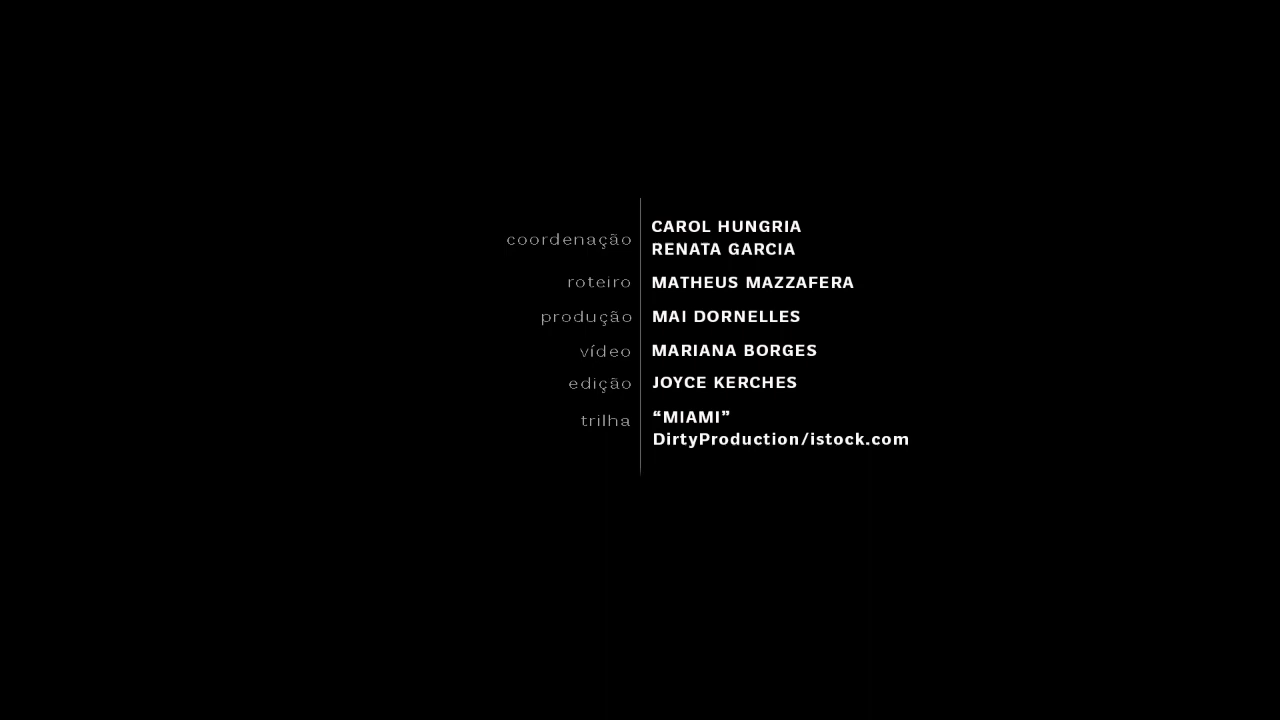 coordenação CAROL HUNGRIA
RENATA GARCIA
roteiro MATHEUS MAZZAFERA
produção MAI DORNELLES
vídeo MARIANA BORGES
edição JOYCE KERCHES
trilha “MIAMI”
DirtyProduction/istock.com